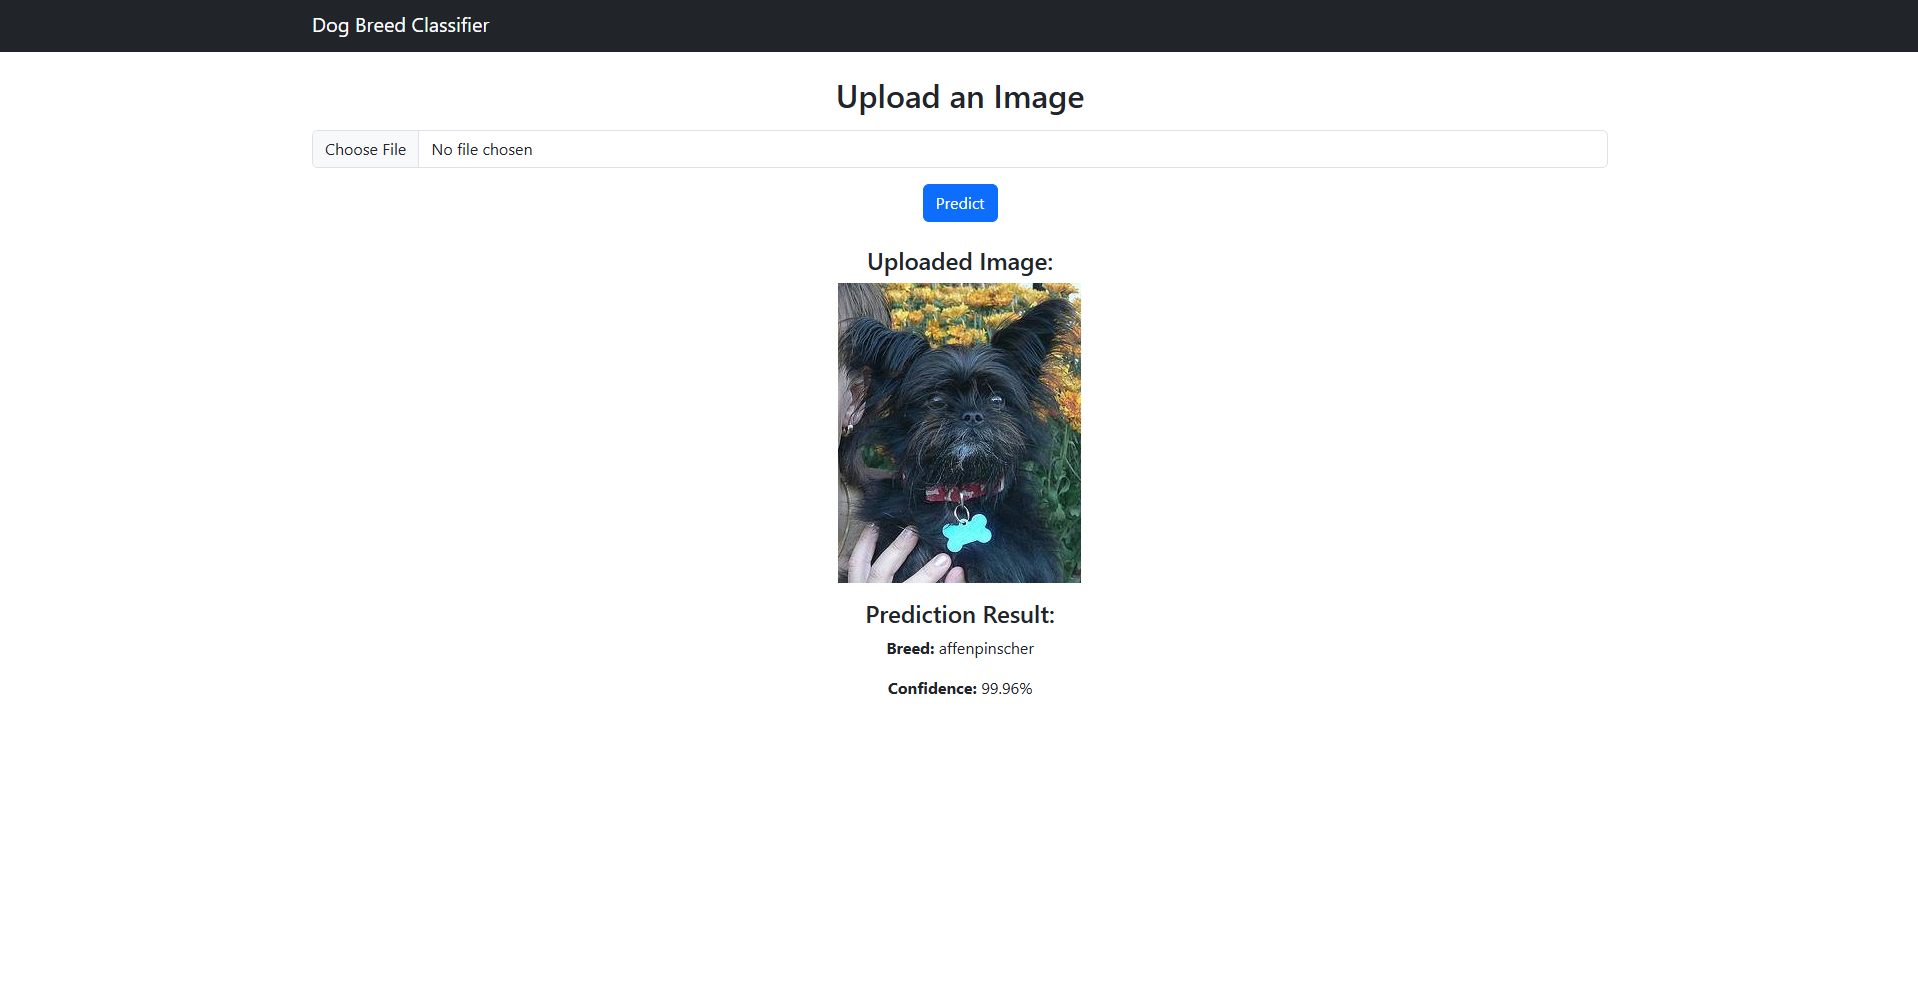 Dog Breed Classifier
Upload an Image
Choose File No file chosen
Predict
Uploaded Image:
Prediction Result:
Breed: affenpinscher
Confidence: 99.96%